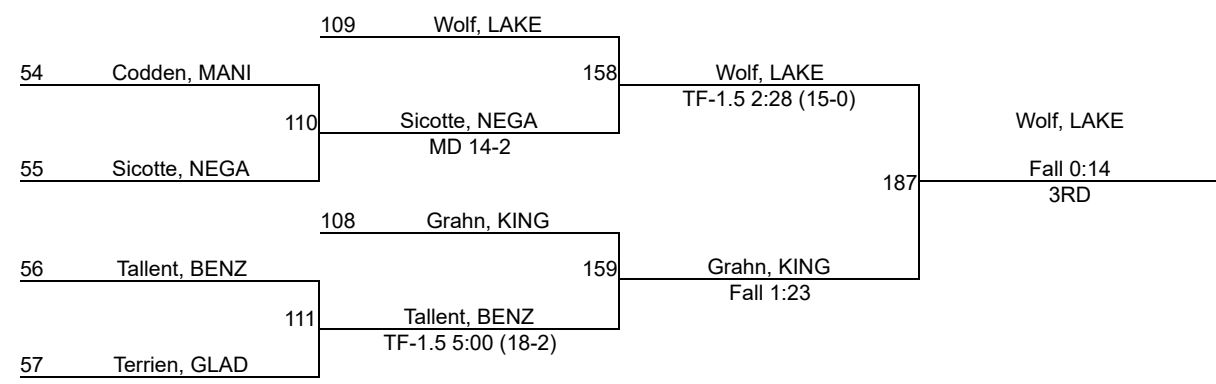 109 Wolf, LAKE
54 Codden, MANI
158 Wolf, LAKE
TF-1.5 2:28 (15-0)
110 Sicotte, NEGA
MD 14-2
Wolf, LAKE
55 Sicotte, NEGA
187 Fall 0:14
3RD
108 Grahn, KING
56 Tallent, BENZ
159 Grahn, KING
Fall 1:23
111 Tallent, BENZ
TF-1.5 5:00 (18-2)
57 Terrien, GLAD